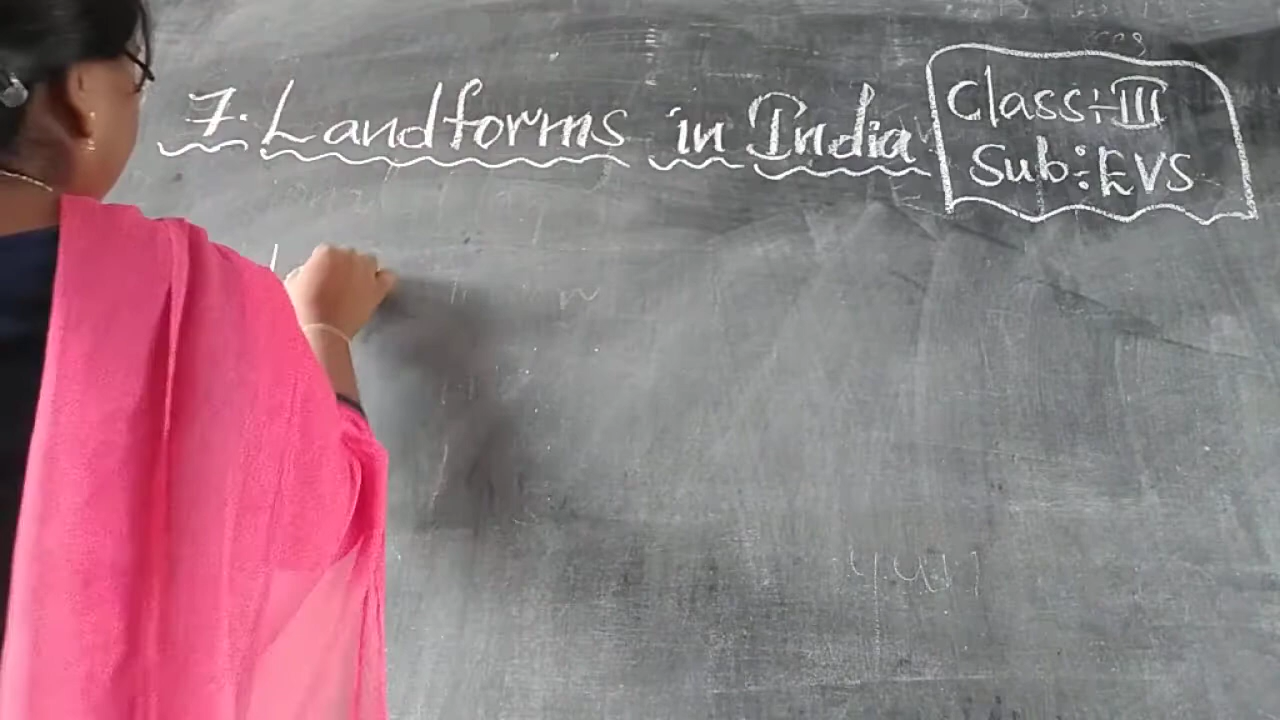 7. Landforms in India
Class:- III
Sub:- EVS